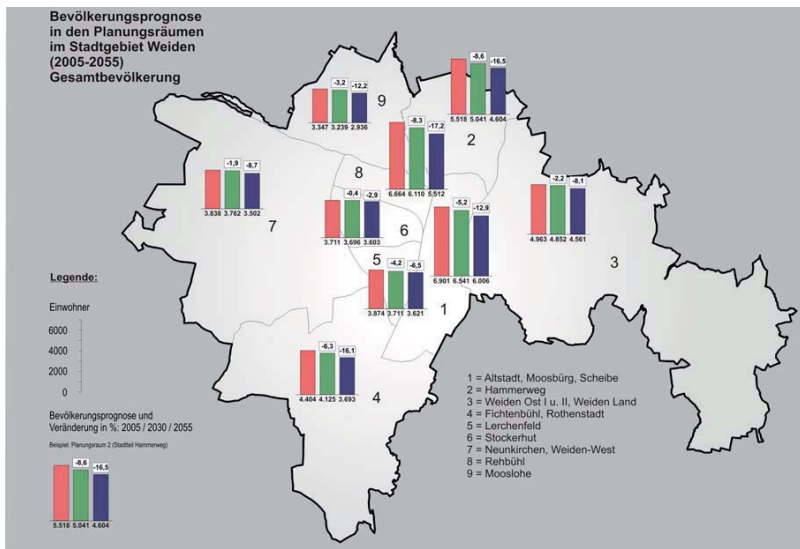 Bevölkerungsprognose
in den Planungsräumen
im Stadtgebiet Weiden
(2005-2055)
Gesamtbevölkerung
-8,6 -16,5
5.518 5.041 4.604
2
-3,2 -12,2
3.347 3.239 2.936
9
-8,3 -17,2
6.664 6.110 5.512
8
-1,9 -8,7
3.838 3.762 3.502
7
-0,4 -2,9
3.711 3.696 3.603
6
-2,2 -8,1
4.963 4.852 4.561
3
-5,2 -12,9
6.901 6.541 6.006
1
5
-4,2 -6,5
3.874 3.711 3.621
-6,3 -16,1
4.404 4.125 3.693
4
Legende:
Einwohner
6000
4000
2000
0
Bevölkerungsprognose und
Veränderung in %: 2005 / 2030 / 2055
Beispiel: Planungsraum 2 (Stadtteil Hammerweg)
-8,6 -16,5
5.518 5.041 4.604
1 = Altstadt, Moosbürg, Scheibe
2 = Hammerweg
3 = Weiden Ost I u. II, Weiden Land
4 = Fichtenbühl, Rothenstadt
5 = Lerchenfeld
6 = Stockerhut
7 = Neunkirchen, Weiden-West
8 = Rehbühl
9 = Mooslohe